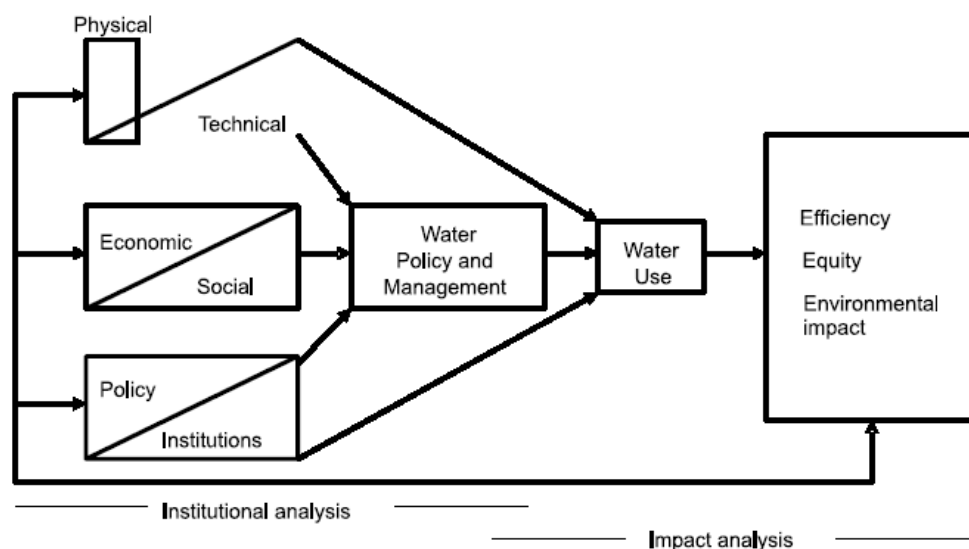 Physical
Technical
Economic
Social
Water
Policy and
Management
Water
Use
Efficiency
Equity
Environmental
impact
Policy
Institutions
Institutional analysis
Impact analysis